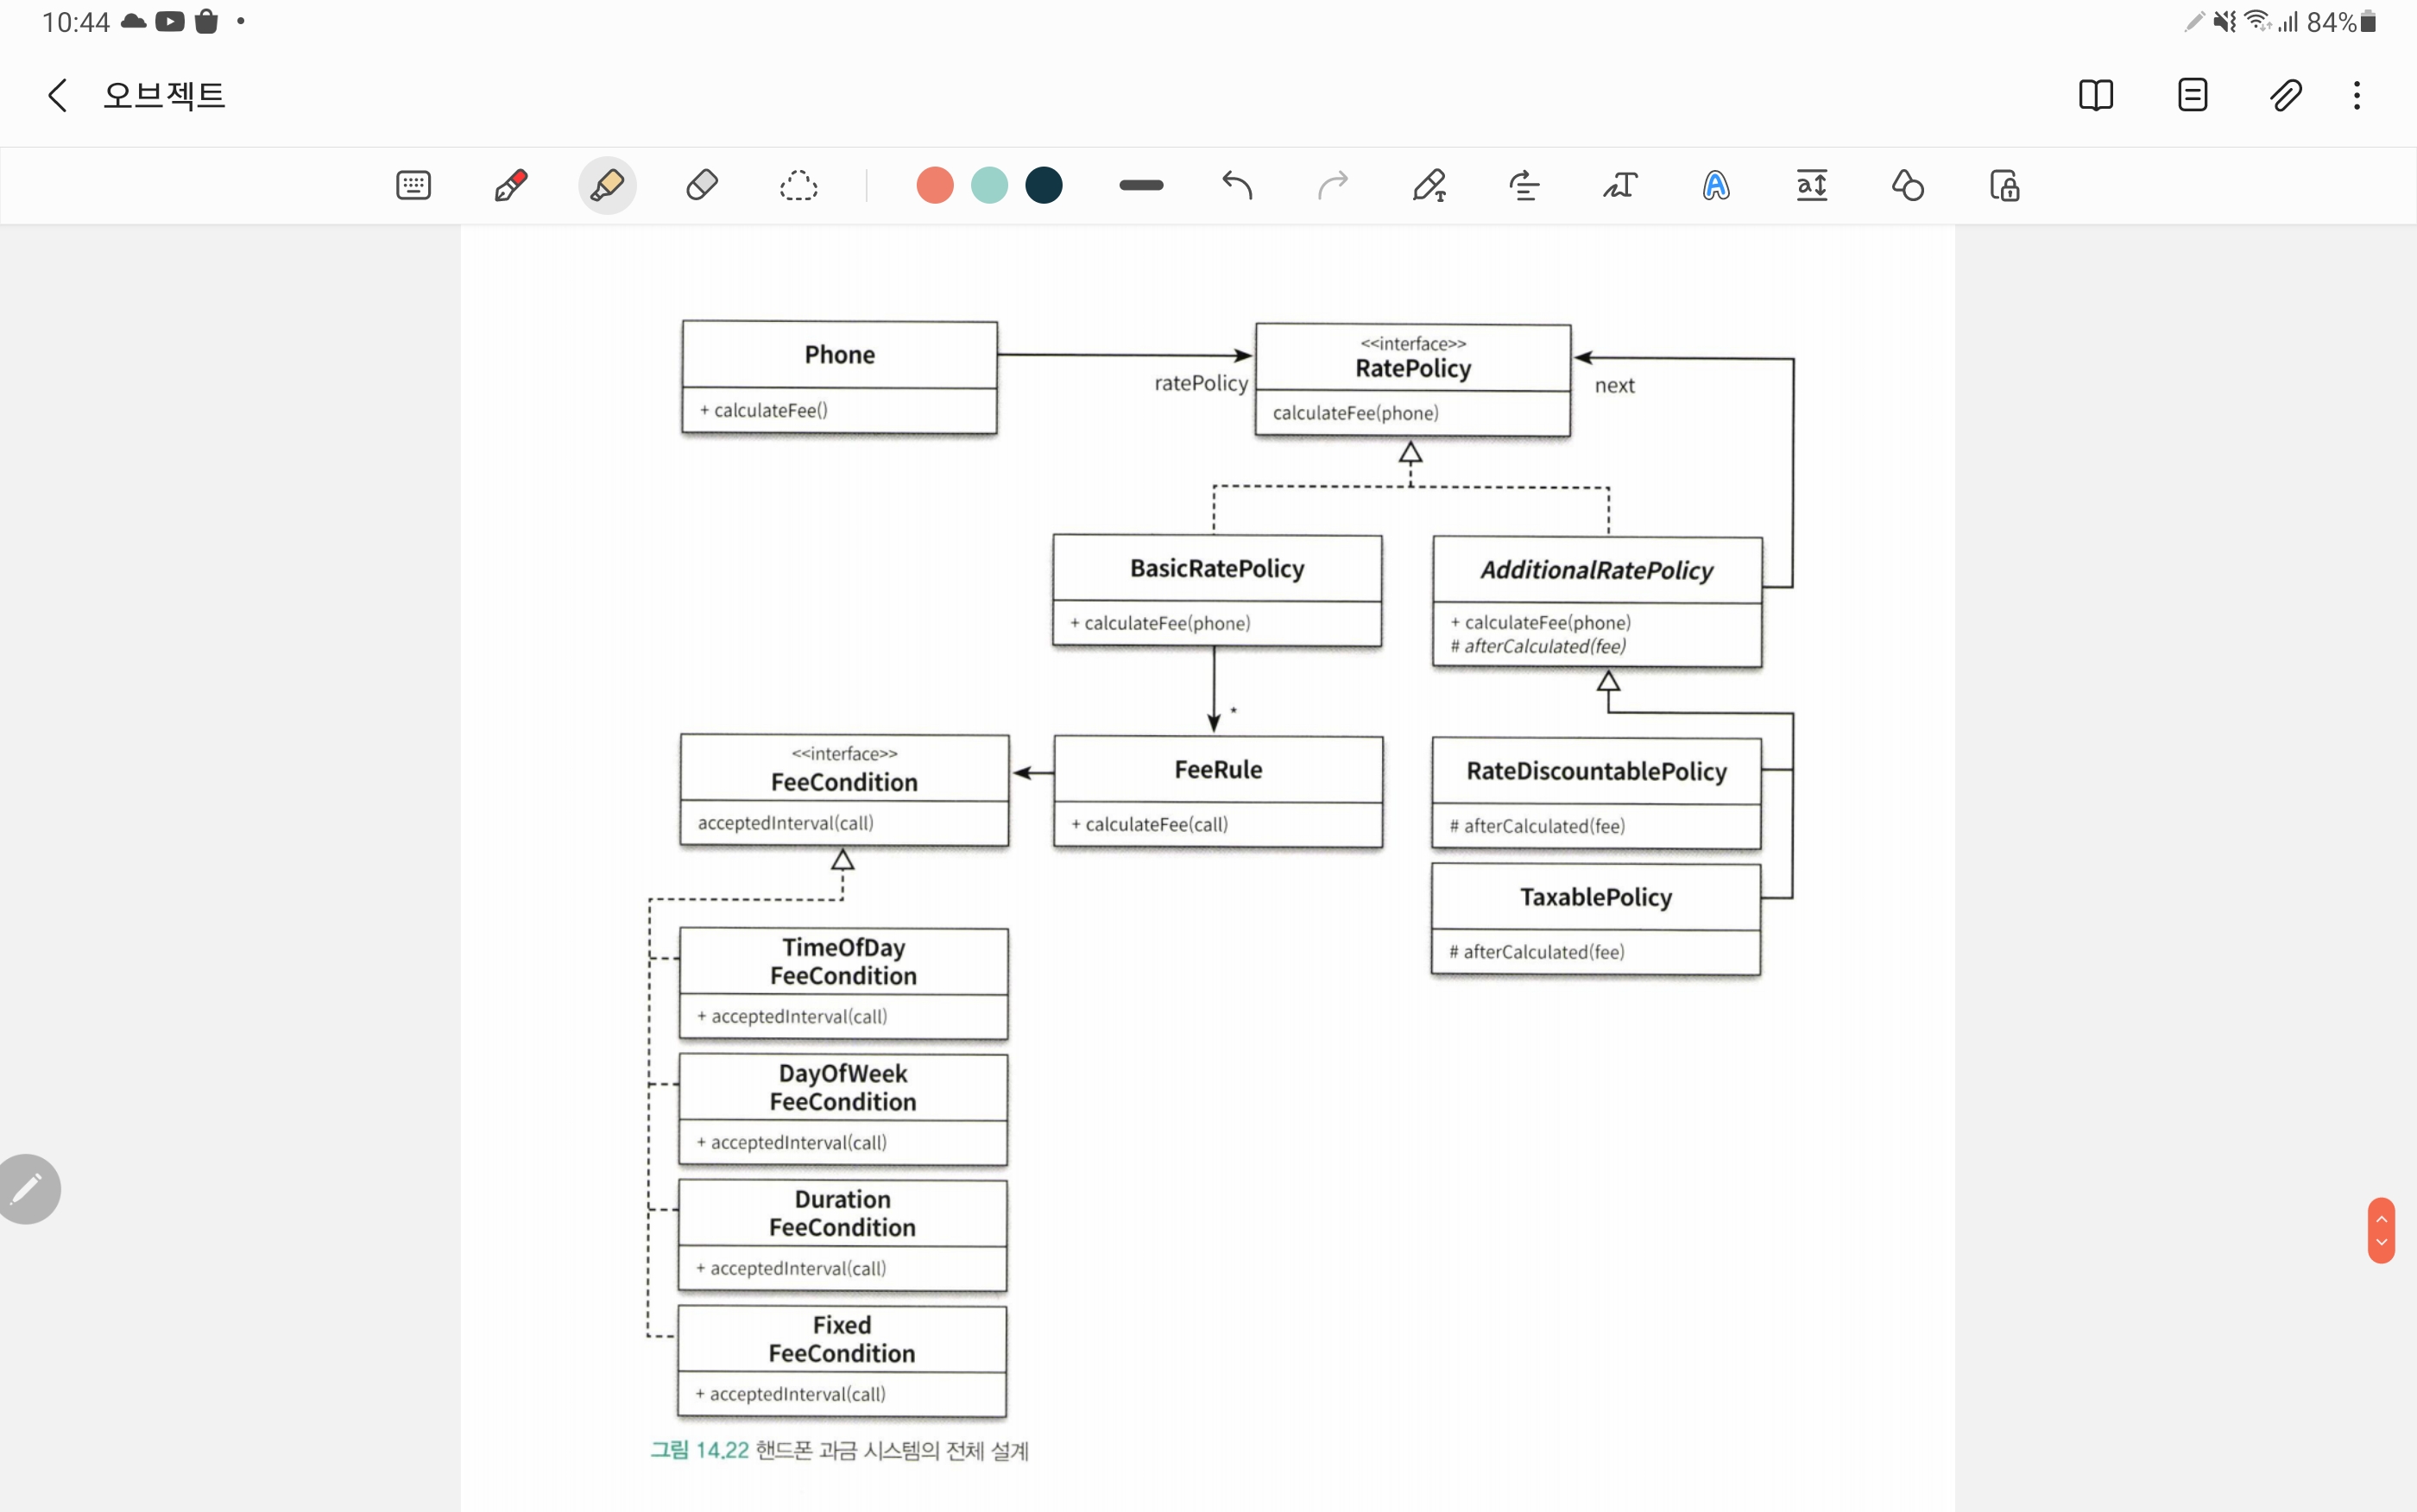 10:44
84%
오브젝트
Phone
+ calculateFee()
ratePolicy
<<interface>>
RatePolicy
calculateFee(phone)
next
BasicRatePolicy
+ calculateFee(phone)
AdditionalRatePolicy
+ calculateFee(phone)
# afterCalculated(fee)
*
<<interface>>
FeeCondition
acceptedInterval(call)
FeeRule
+ calculateFee(call)
RateDiscountablePolicy
# afterCalculated(fee)
TaxablePolicy
# afterCalculated(fee)
TimeOfDay
FeeCondition
+ acceptedInterval(call)
DayOfWeek
FeeCondition
+ acceptedInterval(call)
Duration
FeeCondition
+ acceptedInterval(call)
Fixed
FeeCondition
+ acceptedInterval(call)
그림 14.22 핸드폰 과금 시스템의 전체 설계